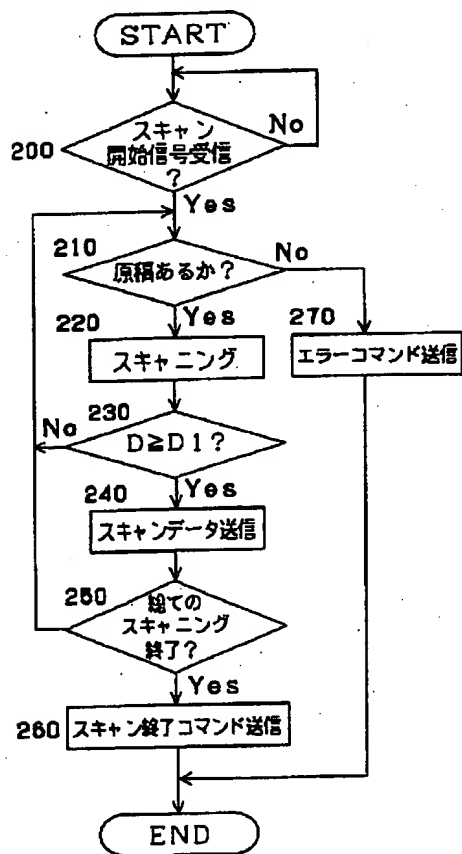 START
200
スキャン
開始信号受信
?
No
Yes
210
原稿あるか?
No
Yes
220
スキャニング
270
エラーコマンド送信
230
D≧D1?
No
Yes
240
スキャンデータ送信
250
総ての
スキャニング
終了?
Yes
260
スキャン終了コマンド送信
END